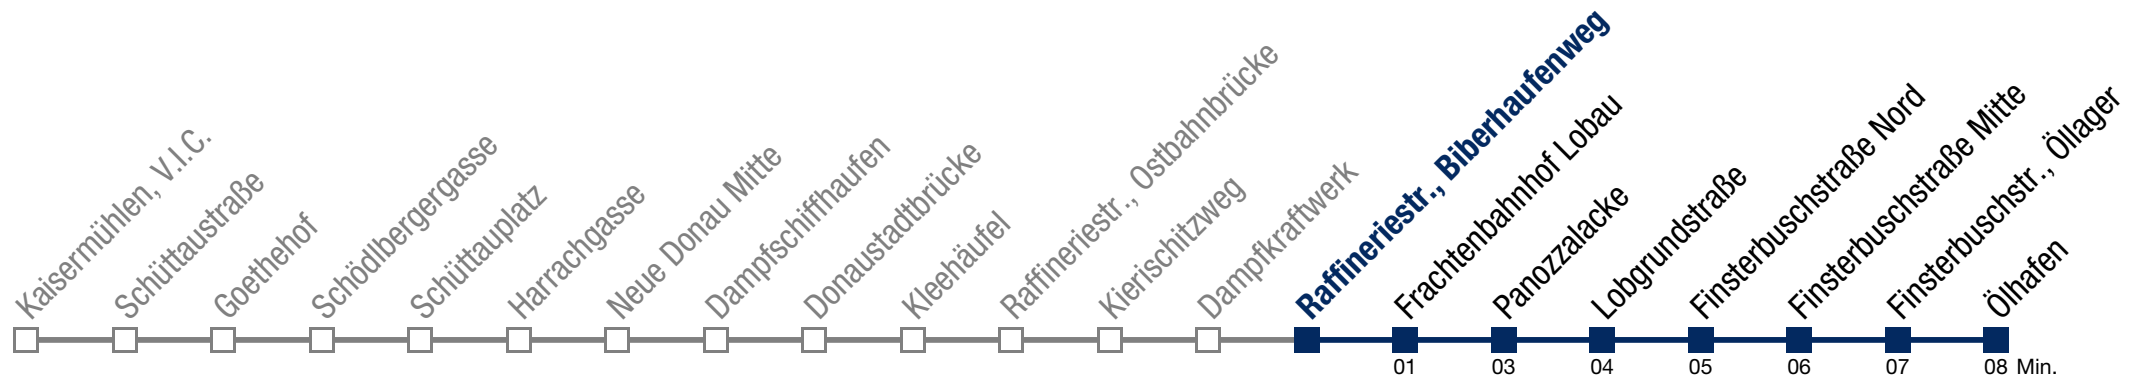 Kaisermühlen, V.I.C.
Schüttaustraße
Goethehof
Schödlbergergasse
Schüttauplatz
Harrachgasse
Neue Donau Mitte
Dampfschiffhaufen
Donaustadtbrücke
Kleehäufel
Raffineriestr., Ostbahnbrücke
Kierischitzweg
Dampfkraftwerk
Raffineriestr., Biberhaufenweg
Frachtenbahnhof Lobau
Panozzalacke
Lobgrundstraße
Finsterbuschstraße Nord
Finsterbuschstraße Mitte
Finsterbuschstr., Öllager
Ölhafen
01 03 04 05 06 07 08 Min.